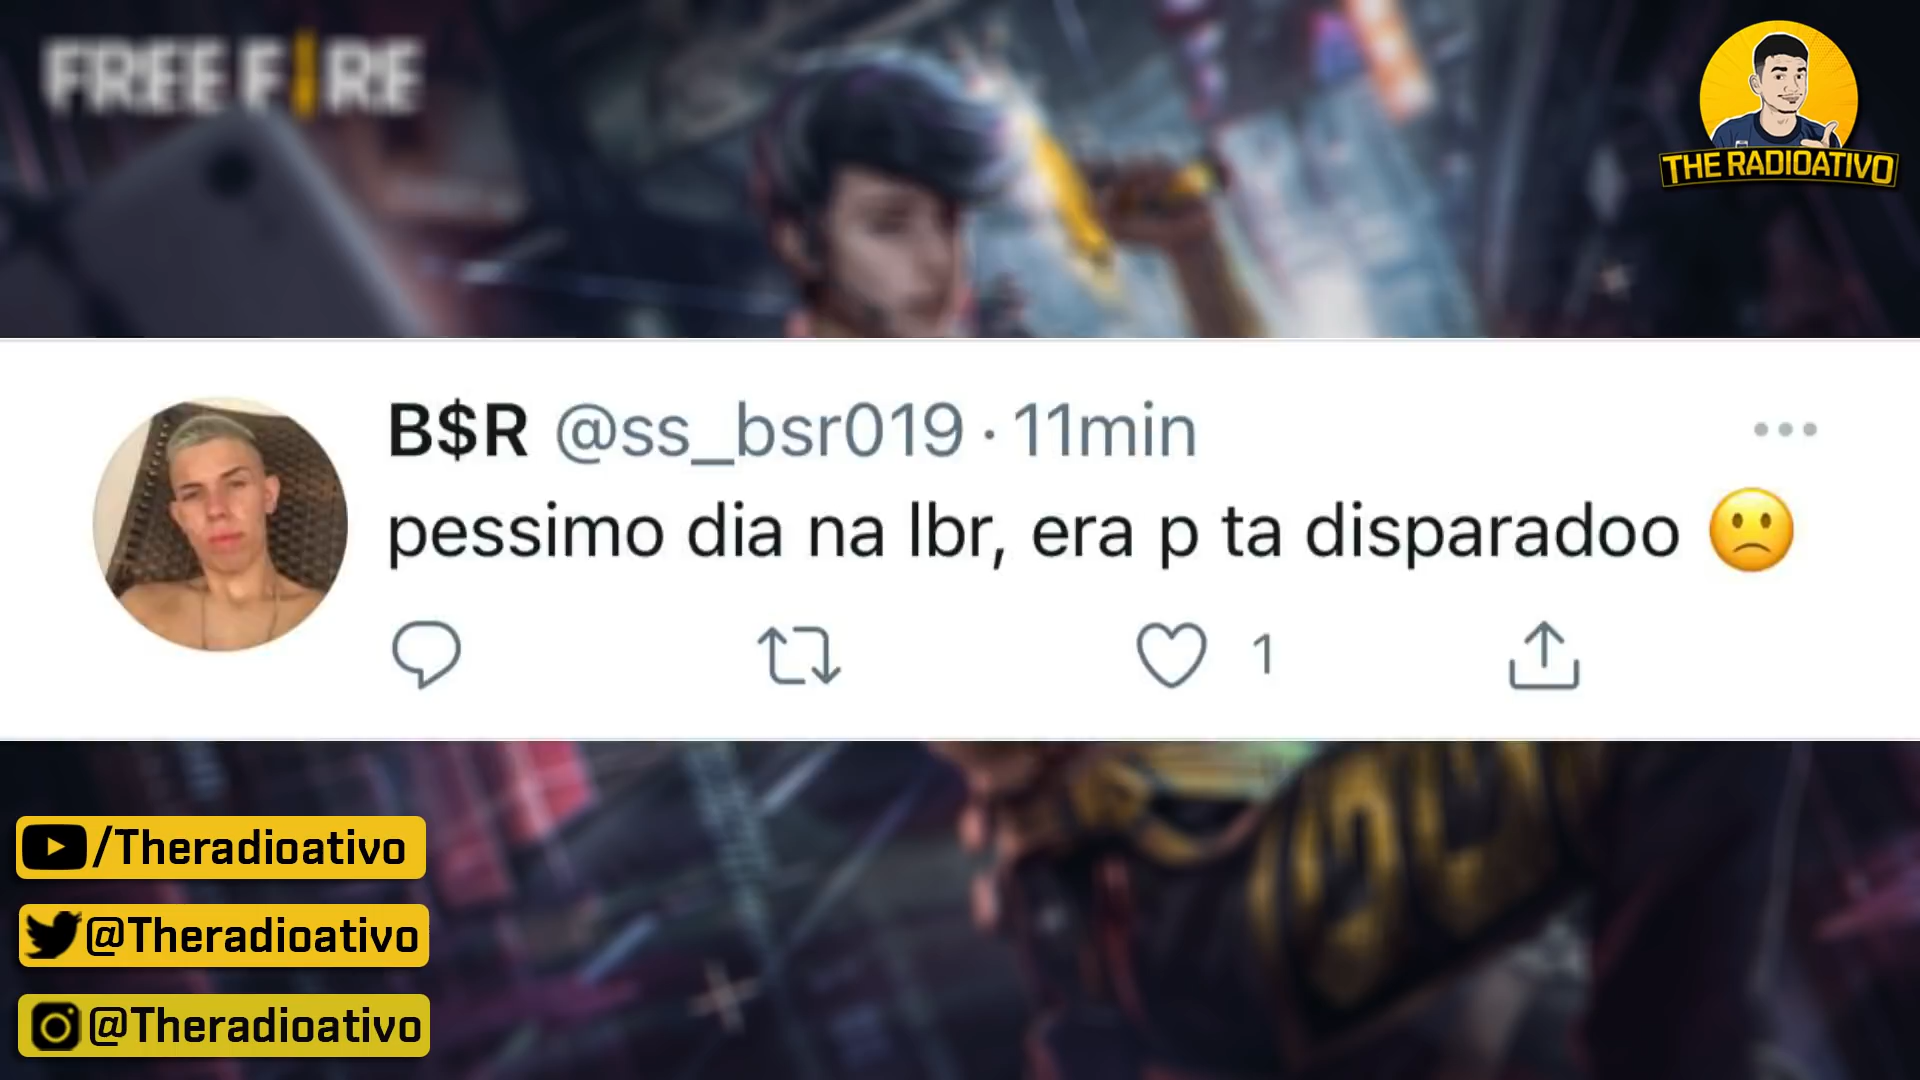 FREE FIRE
THE RADIOATIVO
B$R @ss_bsr019 · 11min
pessimo dia na lbr, era p ta disparadoo 🙁
1
/Theradioativo
@Theradioativo
@Theradioativo